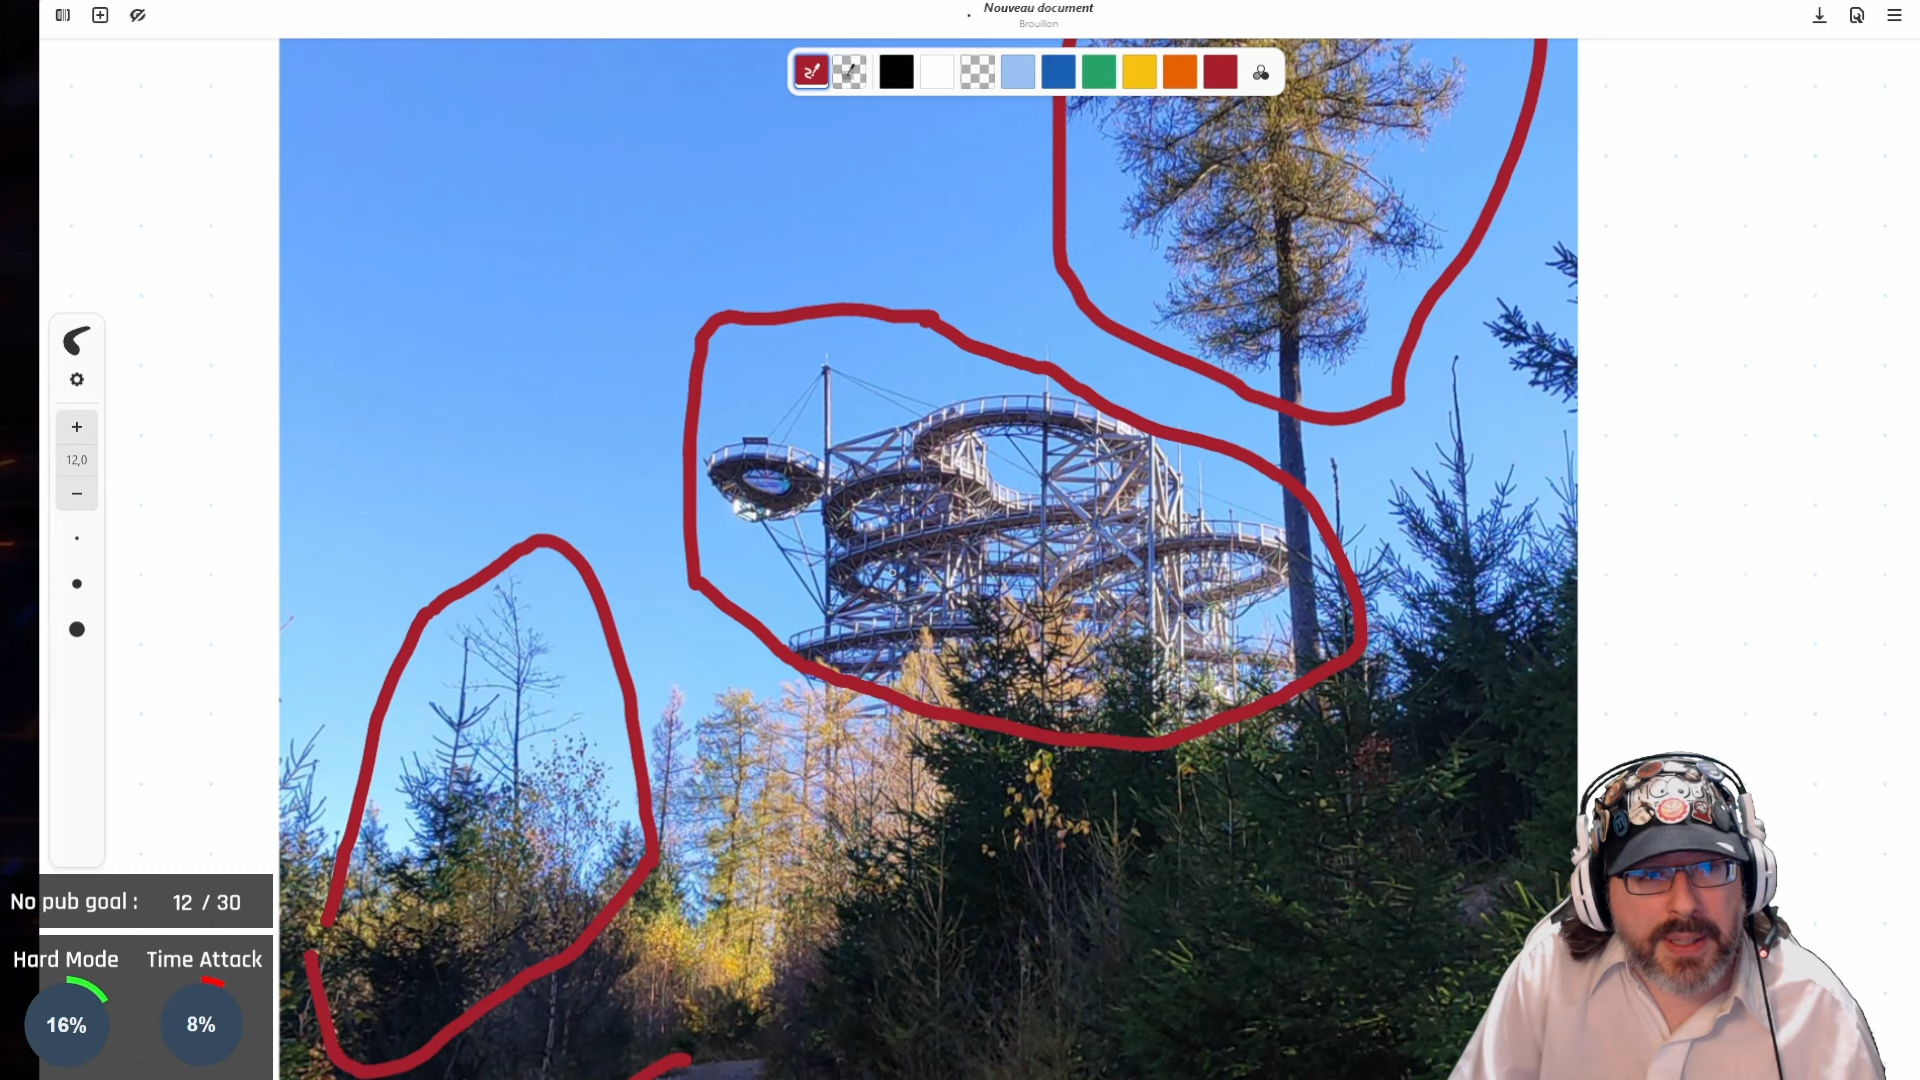 Nouveau document
Brouillon
12,0
No pub goal : 12 / 30
Hard Mode Time Attack
16% 8%